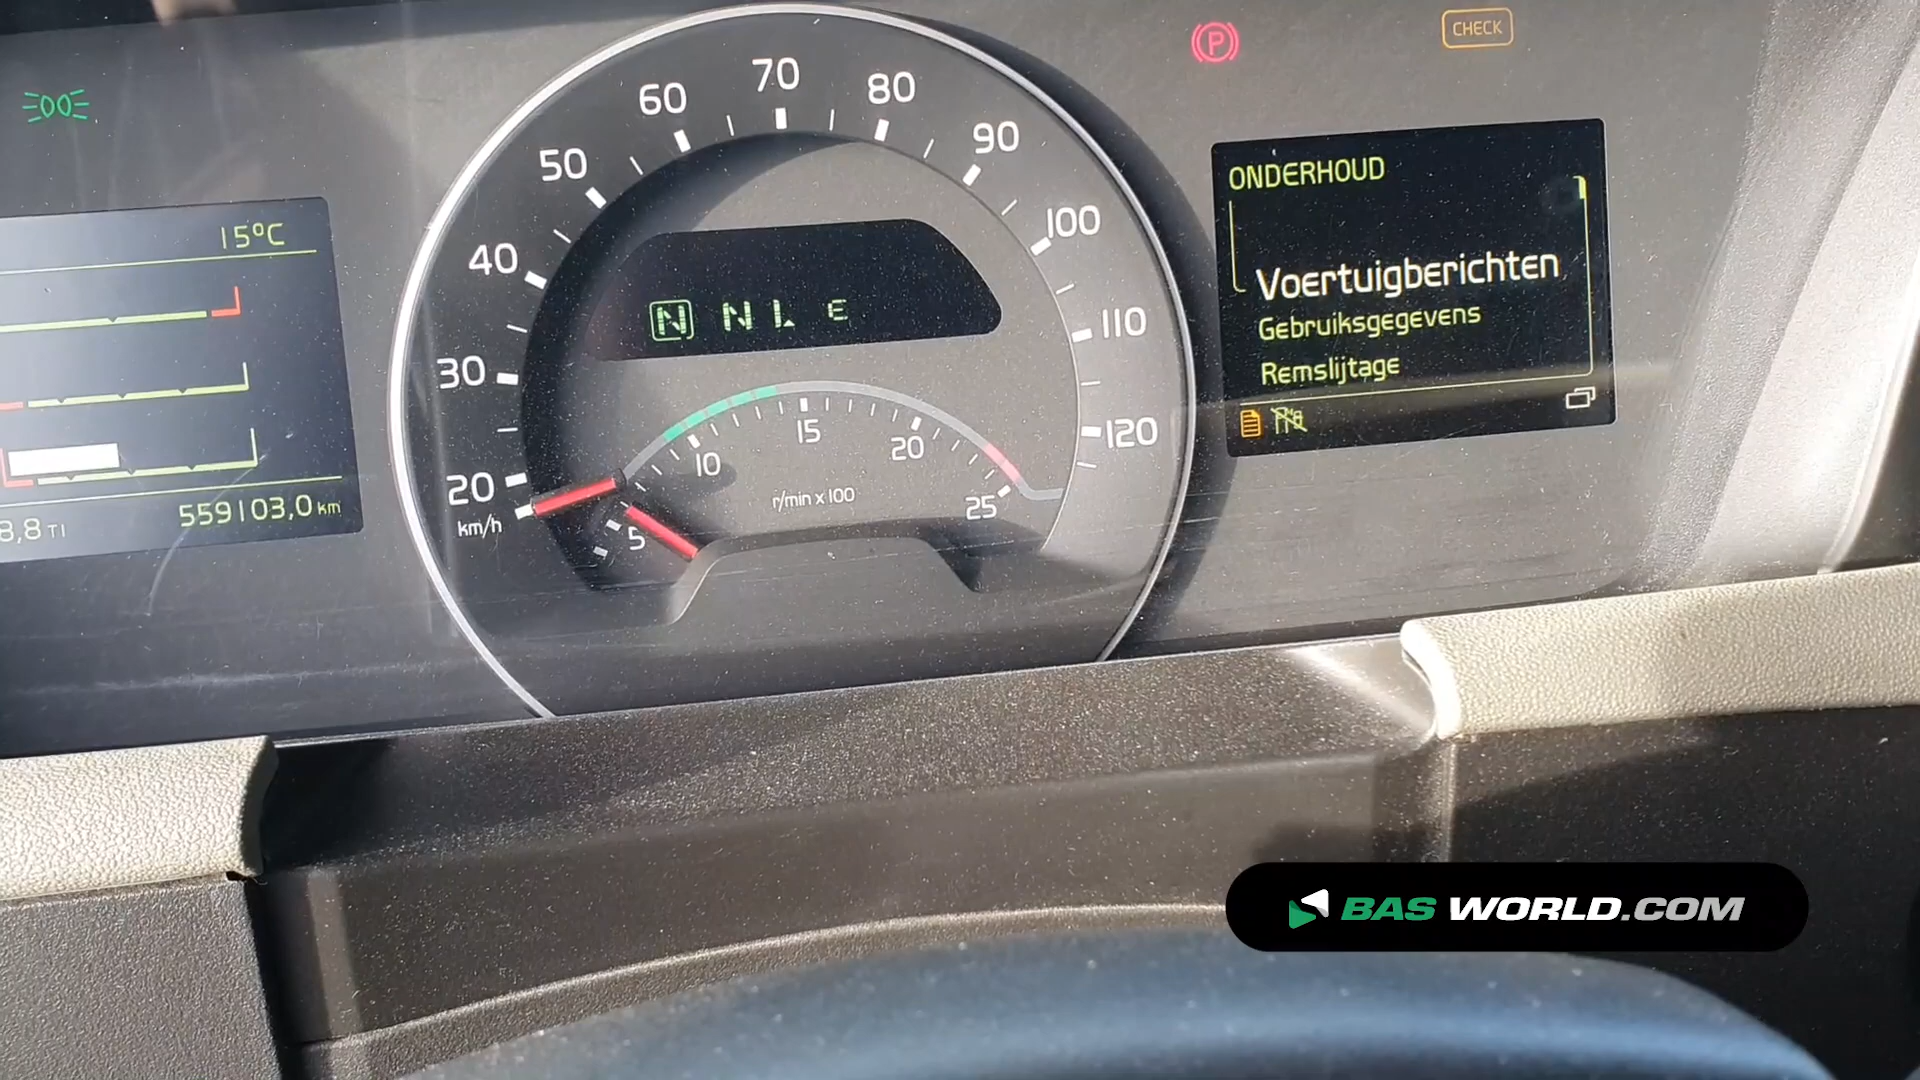 15°C
8,8 TI
559103,0 km
20
30
40
50
60
70
80
90
100
110
120
km/h
N N L E
5
10
15
20
25
r/min x 100
P
CHECK
ONDERHOUD
Voertuigberichten
Gebruiksgegevens
Remslijtage
BAS WORLD.COM